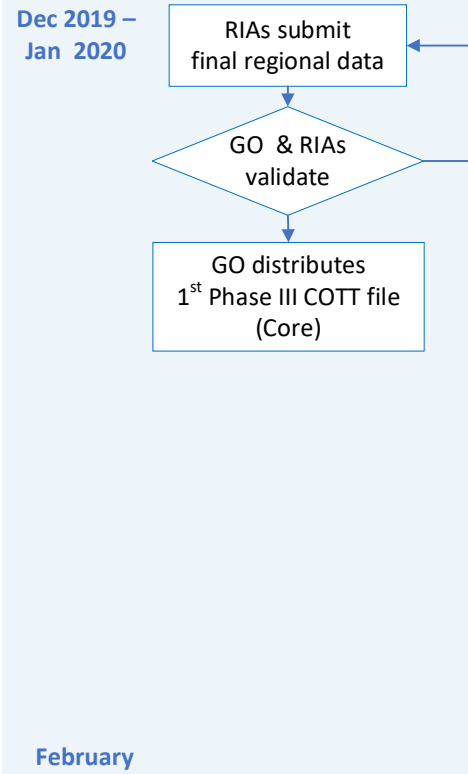 Dec 2019 –
Jan 2020
RIAs submit
final regional data
GO & RIAs
validate
GO distributes
1st Phase III COTT file
(Core)
February